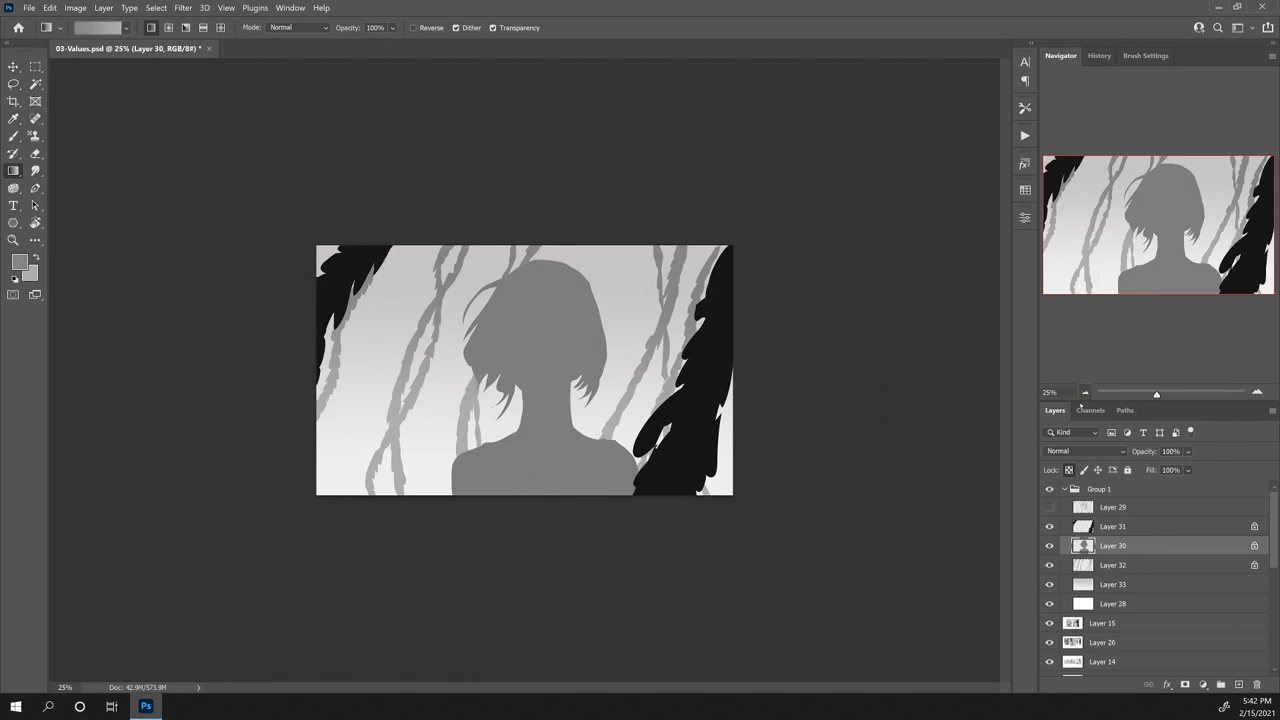 Ps File Edit Image Layer Type Select Filter 3D View Plugins Window Help
Mode: Normal Opacity: 100% Reverse Dither Transparency
03-Values.psd @ 25% (Layer 30, RGB/8#) * ×
Navigator History Brush Settings
25%
Layers Channels Paths
Kind
Normal Opacity: 100%
Lock: Fill: 100%
Group 1
Layer 29
Layer 31
Layer 30
Layer 32
Layer 33
Layer 28
Layer 15
Layer 26
Layer 14
25% Doc: 42.9M/573.9M
Ps
5:42 PM
2/15/2021